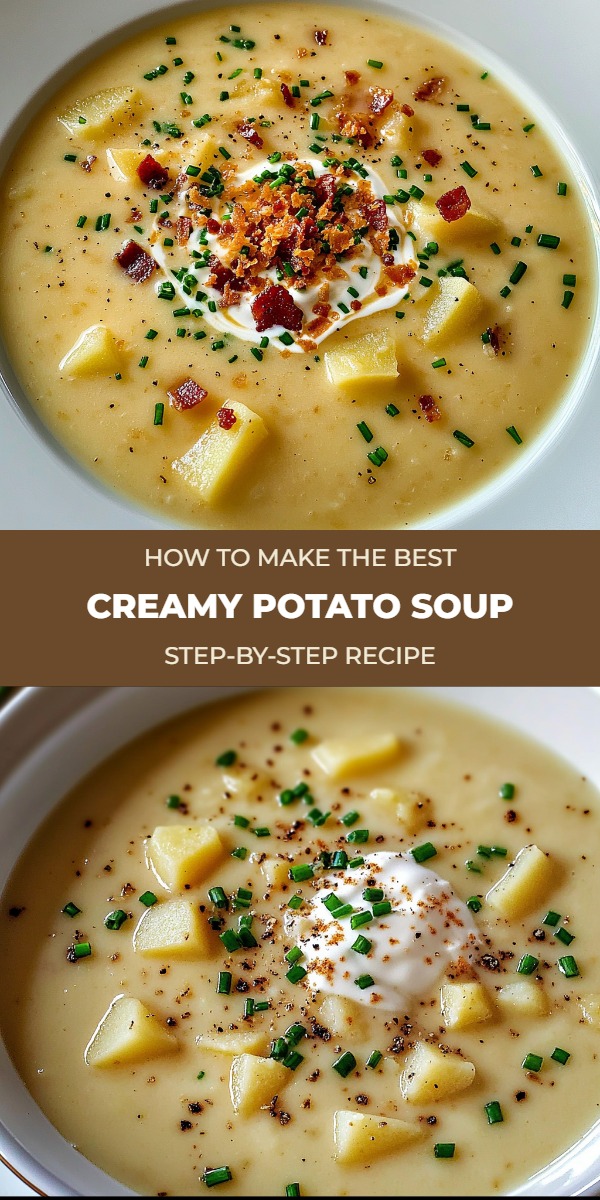 HOW TO MAKE THE BEST
CREAMY POTATO SOUP
STEP-BY-STEP RECIPE